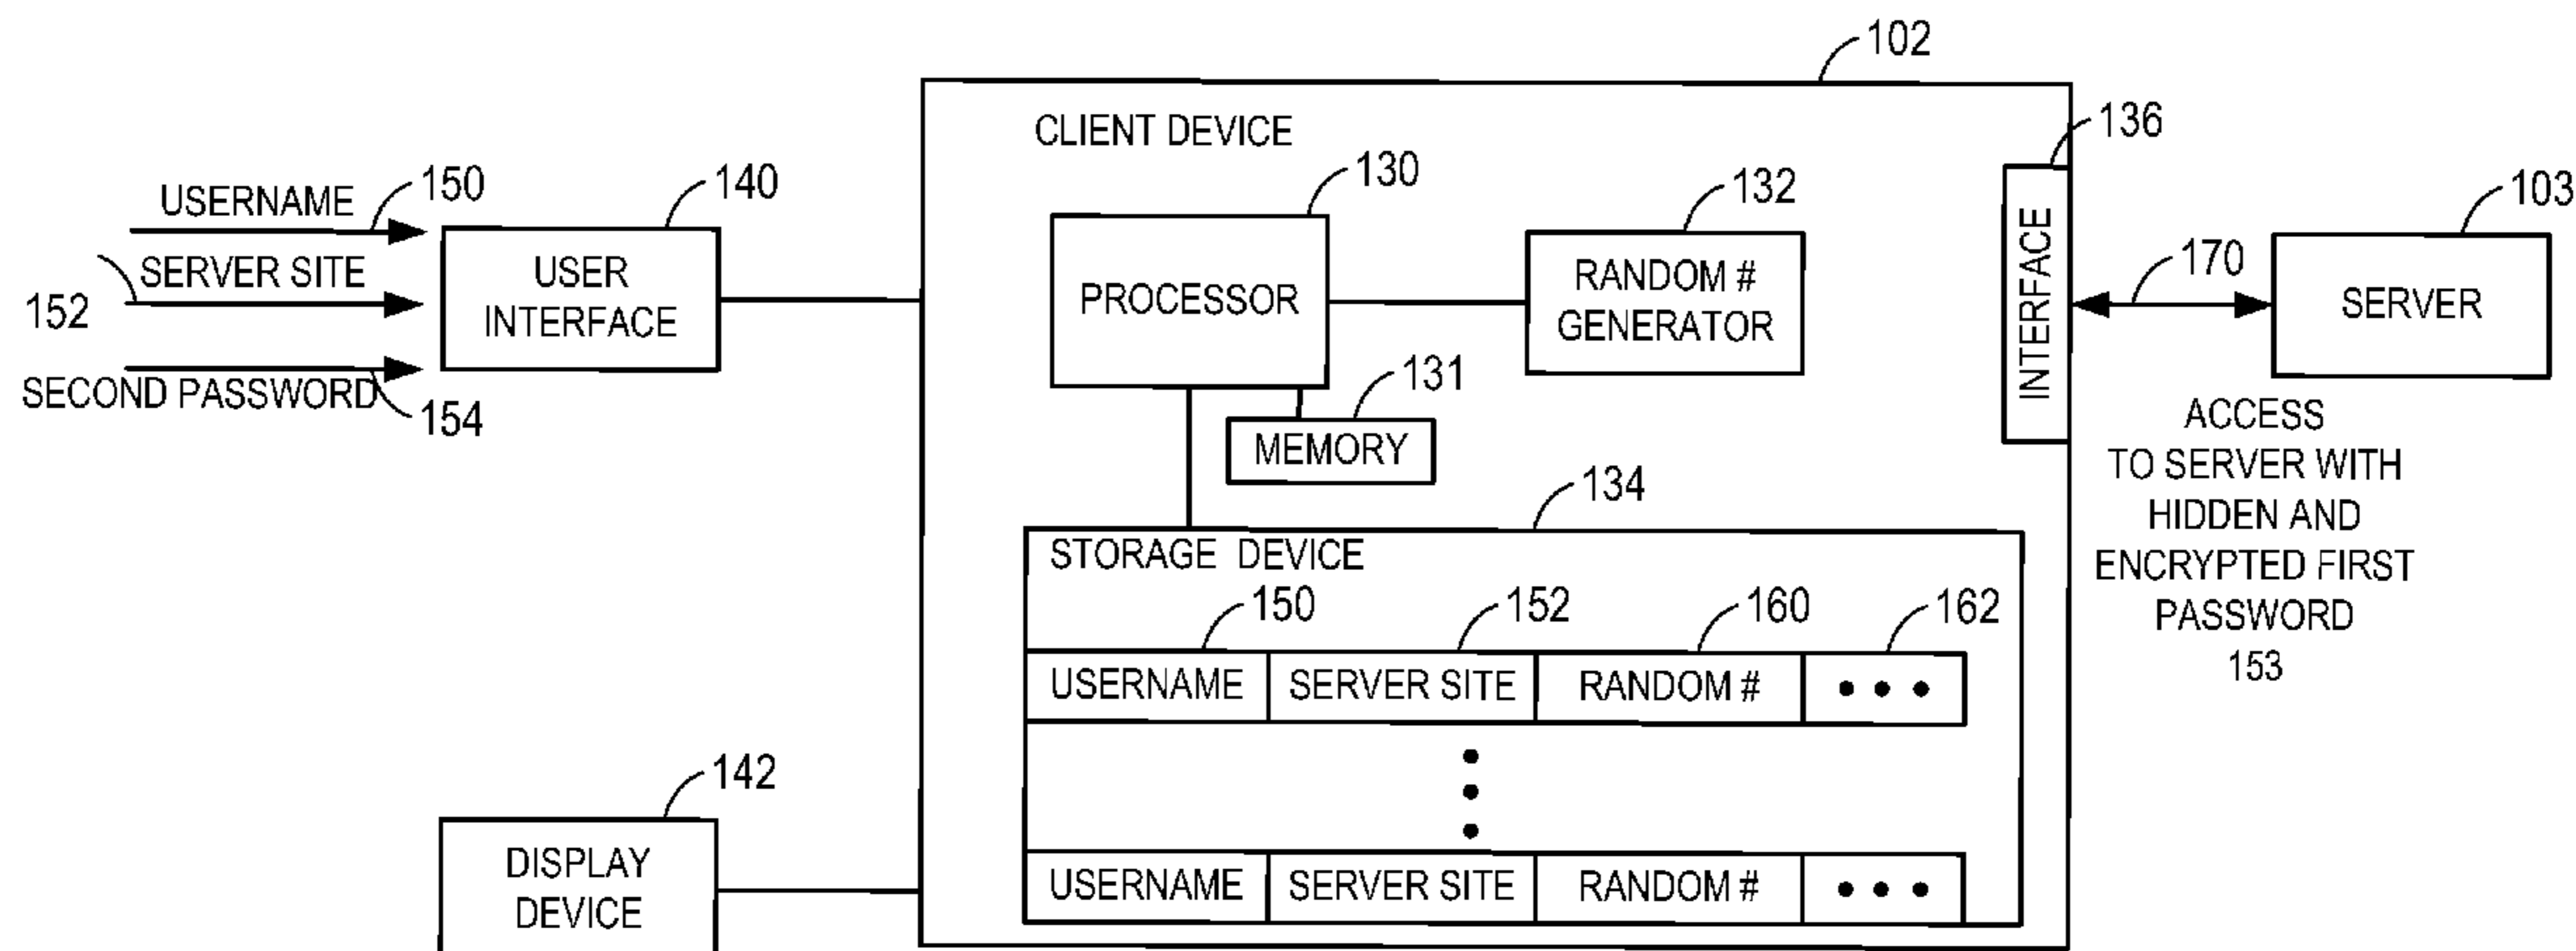 102
CLIENT DEVICE
136
130
132
103
150
140
USERNAME
SERVER SITE
152
SECOND PASSWORD
154
USER
INTERFACE
PROCESSOR
RANDOM #
GENERATOR
INTERFACE
170
SERVER
131
MEMORY
ACCESS
TO SERVER WITH
HIDDEN AND
ENCRYPTED FIRST
PASSWORD
153
134
STORAGE DEVICE
150 152 160 162
USERNAME SERVER SITE RANDOM # • • •
•
•
•
USERNAME SERVER SITE RANDOM # • • •
142
DISPLAY
DEVICE